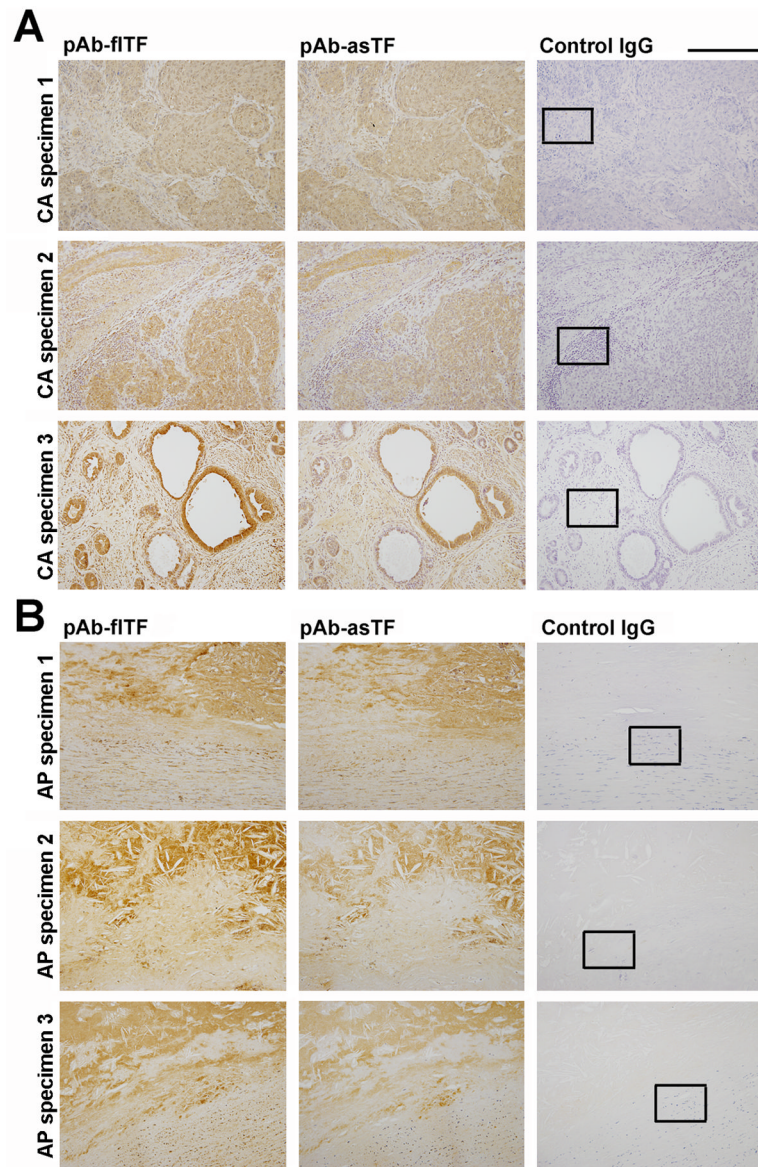 A
pAb-flTF pAb-asTF Control IgG
CA specimen 1
CA specimen 2
CA specimen 3
B
pAb-flTF pAb-asTF Control IgG
AP specimen 1
AP specimen 2
AP specimen 3